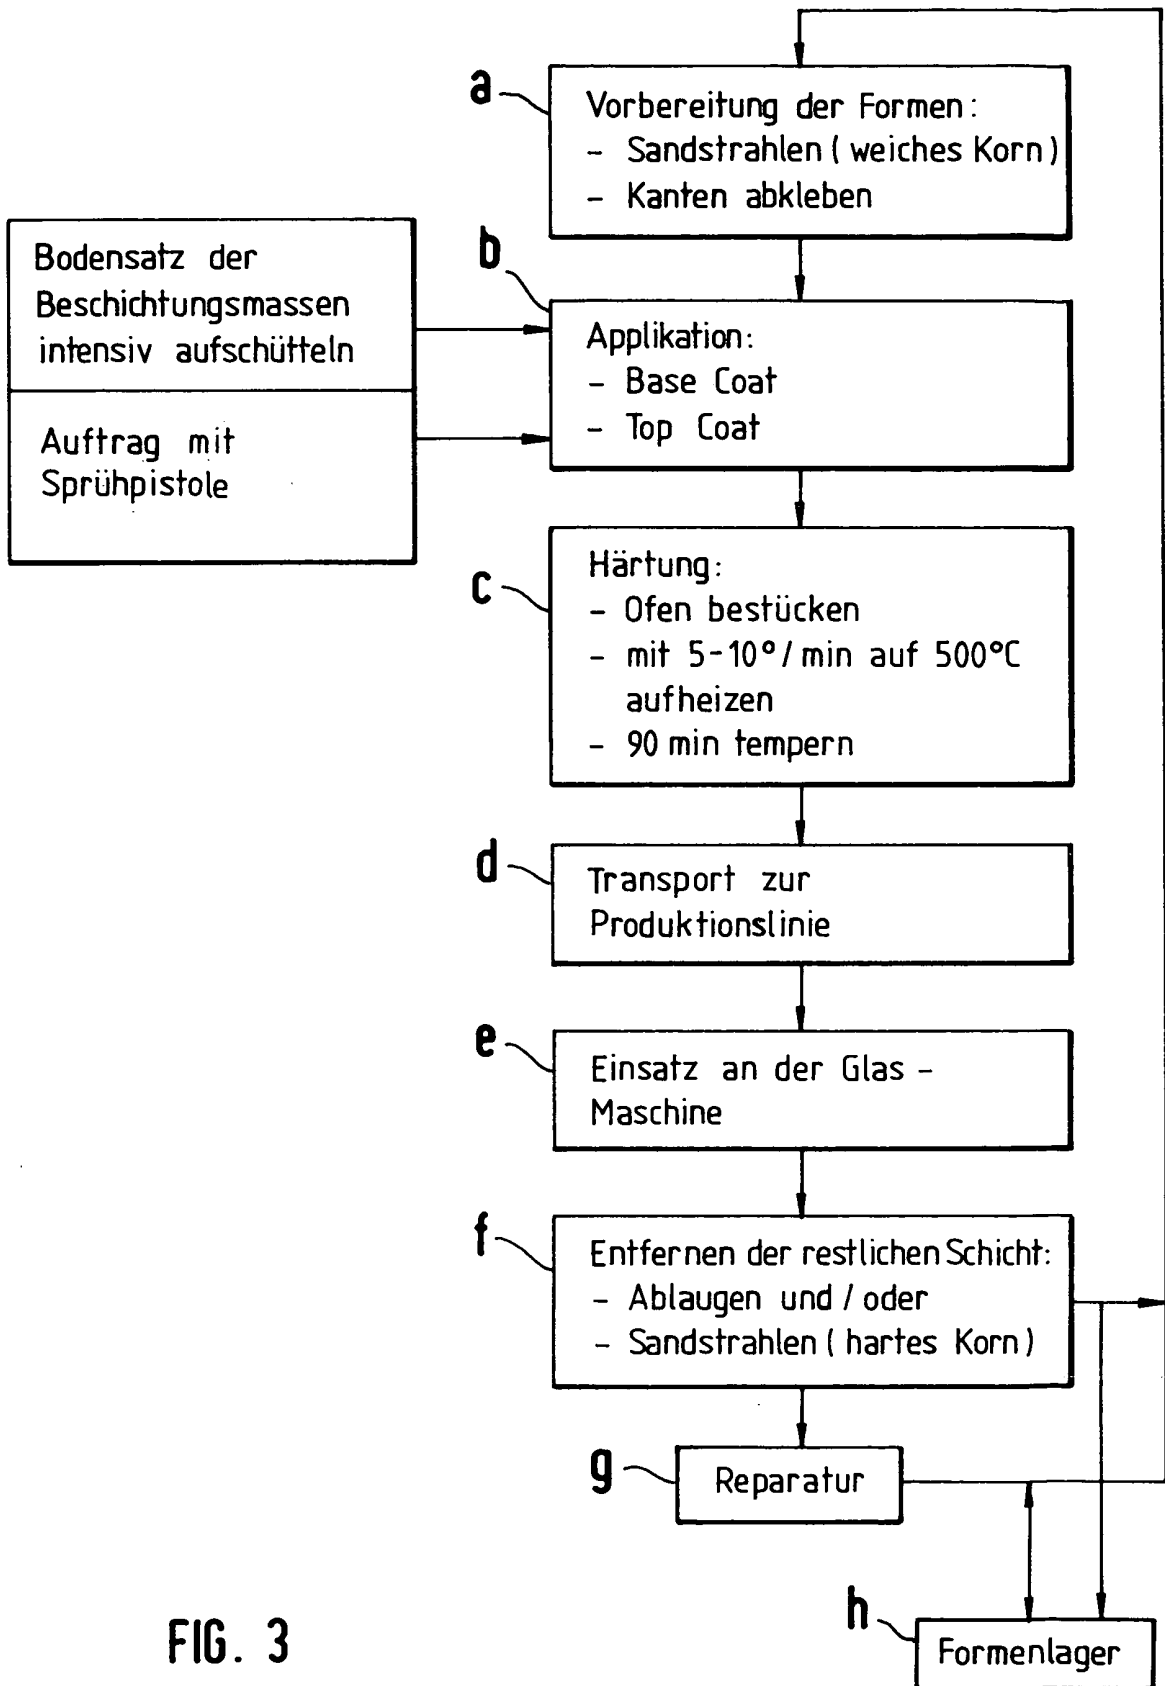 a
Vorbereitung der Formen:
- Sandstrahlen ( weiches Korn )
- Kanten abkleben
Bodensatz der
Beschichtungsmassen
intensiv aufschütteln
Auftrag mit
Sprühpistole
b
Applikation:
- Base Coat
- Top Coat
c
Härtung:
- Ofen bestücken
- mit 5-10°/min auf 500°C
aufheizen
- 90 min tempern
d
Transport zur
Produktionslinie
e
Einsatz an der Glas -
Maschine
f
Entfernen der restlichen Schicht:
- Ablaugen und / oder
- Sandstrahlen ( hartes Korn )
g
Reparatur
h
Formenlager
FIG. 3